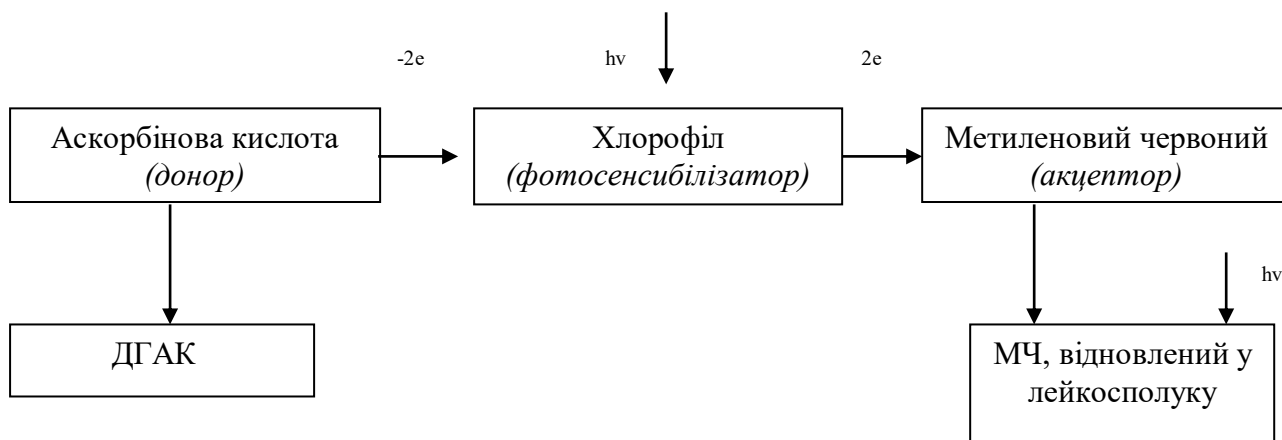 -2e
hv
2e
Аскорбінова кислота
(донор)
Хлорофіл
(фотосенсибілізатор)
Метиленовий червоний
(акцептор)
hv
ДГАК
МЧ, відновлений у
лейкосполуку